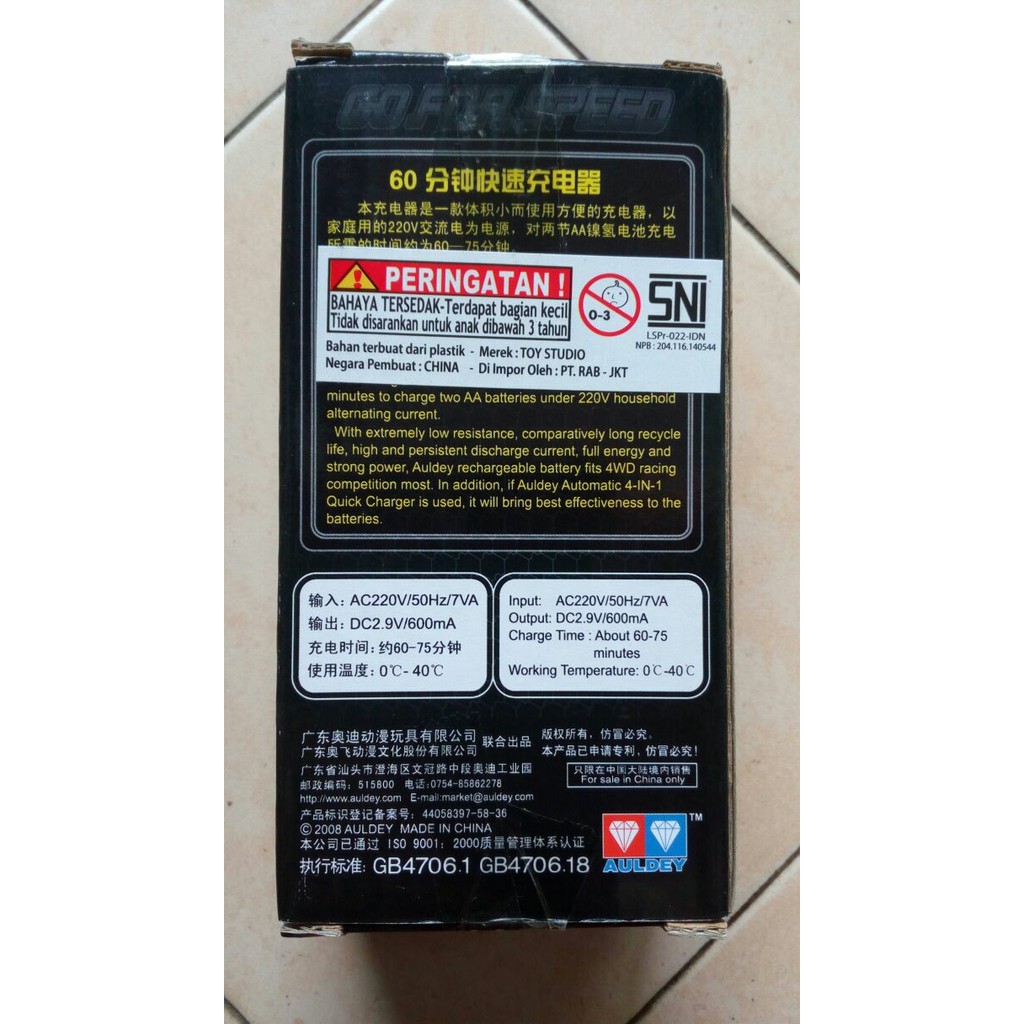 GO FOR SPEED
60 分钟快速充电器
本充电器是一款体积小而使用方便的充电器，以
家庭用的220V交流电为电源，对两节AA镍氢电池充电
所需的时间约为60—75分钟
PERINGATAN !
BAHAYA TERSEDAK-Terdapat bagian kecil
Tidak disarankan untuk anak dibawah 3 tahun
0-3
SNI
LSPr-022-IDN
NPB : 204.116.140544
Bahan terbuat dari plastik - Merek : TOY STUDIO
Negara Pembuat : CHINA - Di Impor Oleh : PT. RAB - JKT
minutes to charge two AA batteries under 220V household
alternating current.
With extremely low resistance, comparatively long recycle
life, high and persistent discharge current, full energy and
strong power, Auldey rechargeable battery fits 4WD racing
competition most. In addition, if Auldey Automatic 4-IN-1
Quick Charger is used, it will bring best effectiveness to the
batteries.
输入: AC220V/50Hz/7VA
输出: DC2.9V/600mA
充电时间: 约60-75分钟
使用温度: 0℃- 40℃
Input: AC220V/50Hz/7VA
Output: DC2.9V/600mA
Charge Time : About 60-75
minutes
Working Temperature: 0℃-40℃
广东奥迪动漫玩具有限公司
广东奥飞动漫文化股份有限公司
联合出品
版权所有，仿冒必究。
本产品已申请专利，仿冒必究！
广东省汕头市澄海区文冠路中段奥迪工业园
邮政编码: 515800 电话:0754-85862278
http://www.auldey.com E-mail:market@auldey.com
只限在中国大陆境内销售
For sale in China only
产品标识登记备案号: 44058397-58-36
© 2008 AULDEY MADE IN CHINA
本公司已通过 ISO 9001: 2000质量管理体系认证
执行标准: GB4706.1 GB4706.18
TM
AULDEY